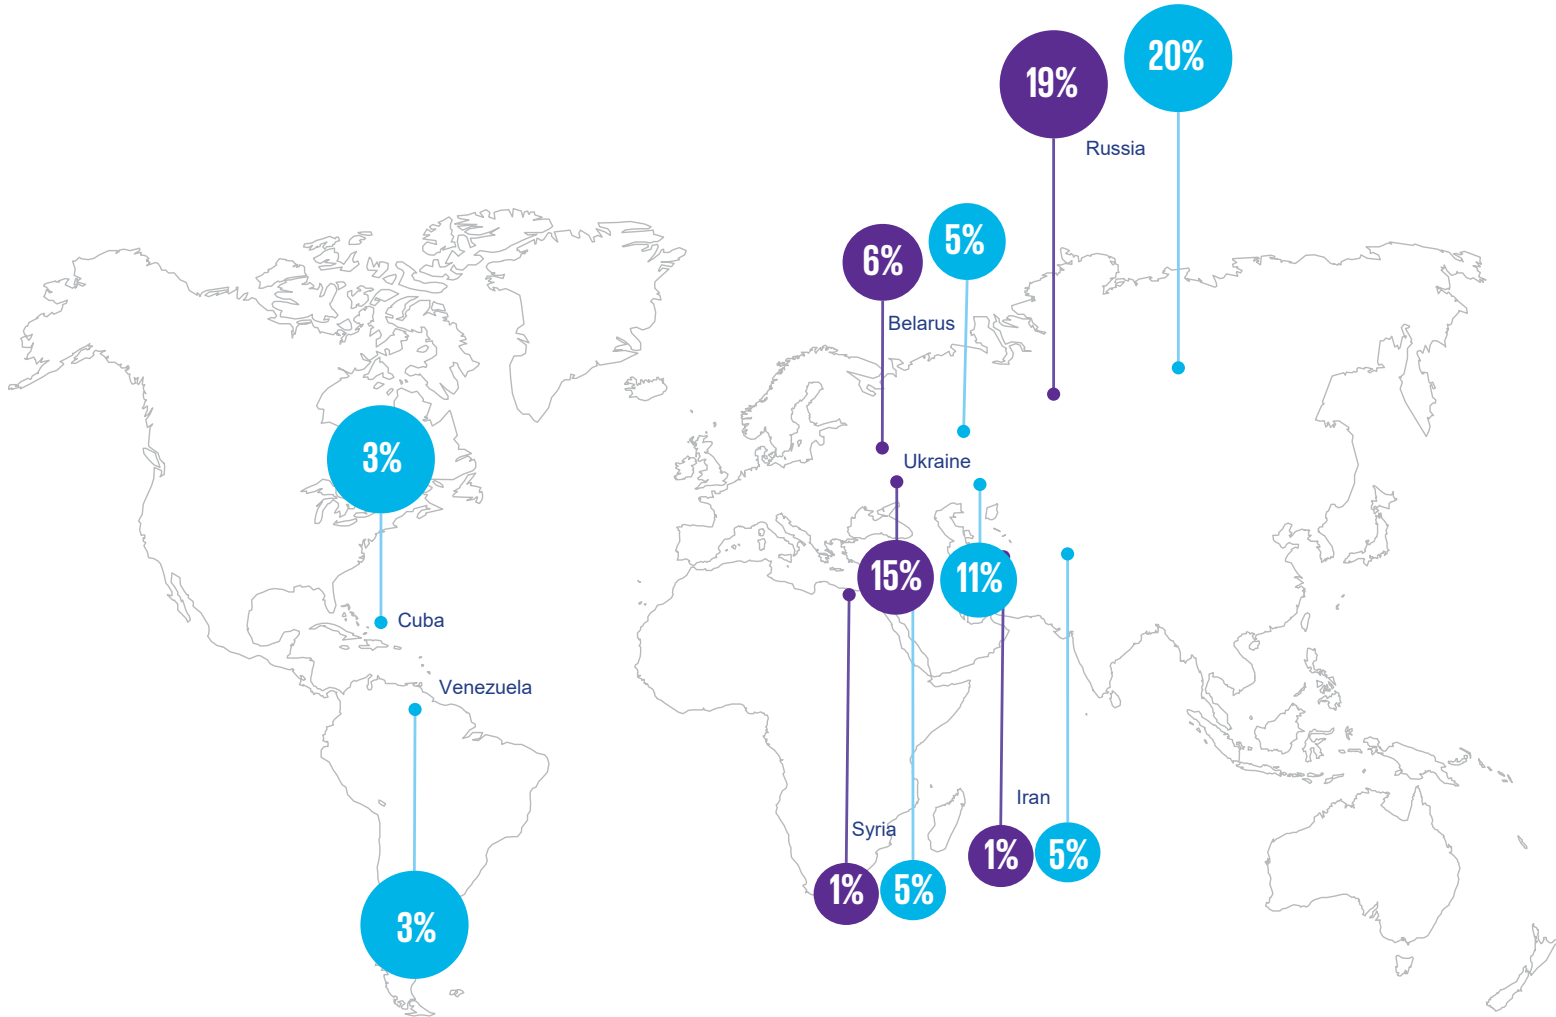 20%
19%
Russia
6%
5%
Belarus
Ukraine
3%
15%
11%
Cuba
Venezuela
Iran
Syria
1%
5%
1%
5%
3%